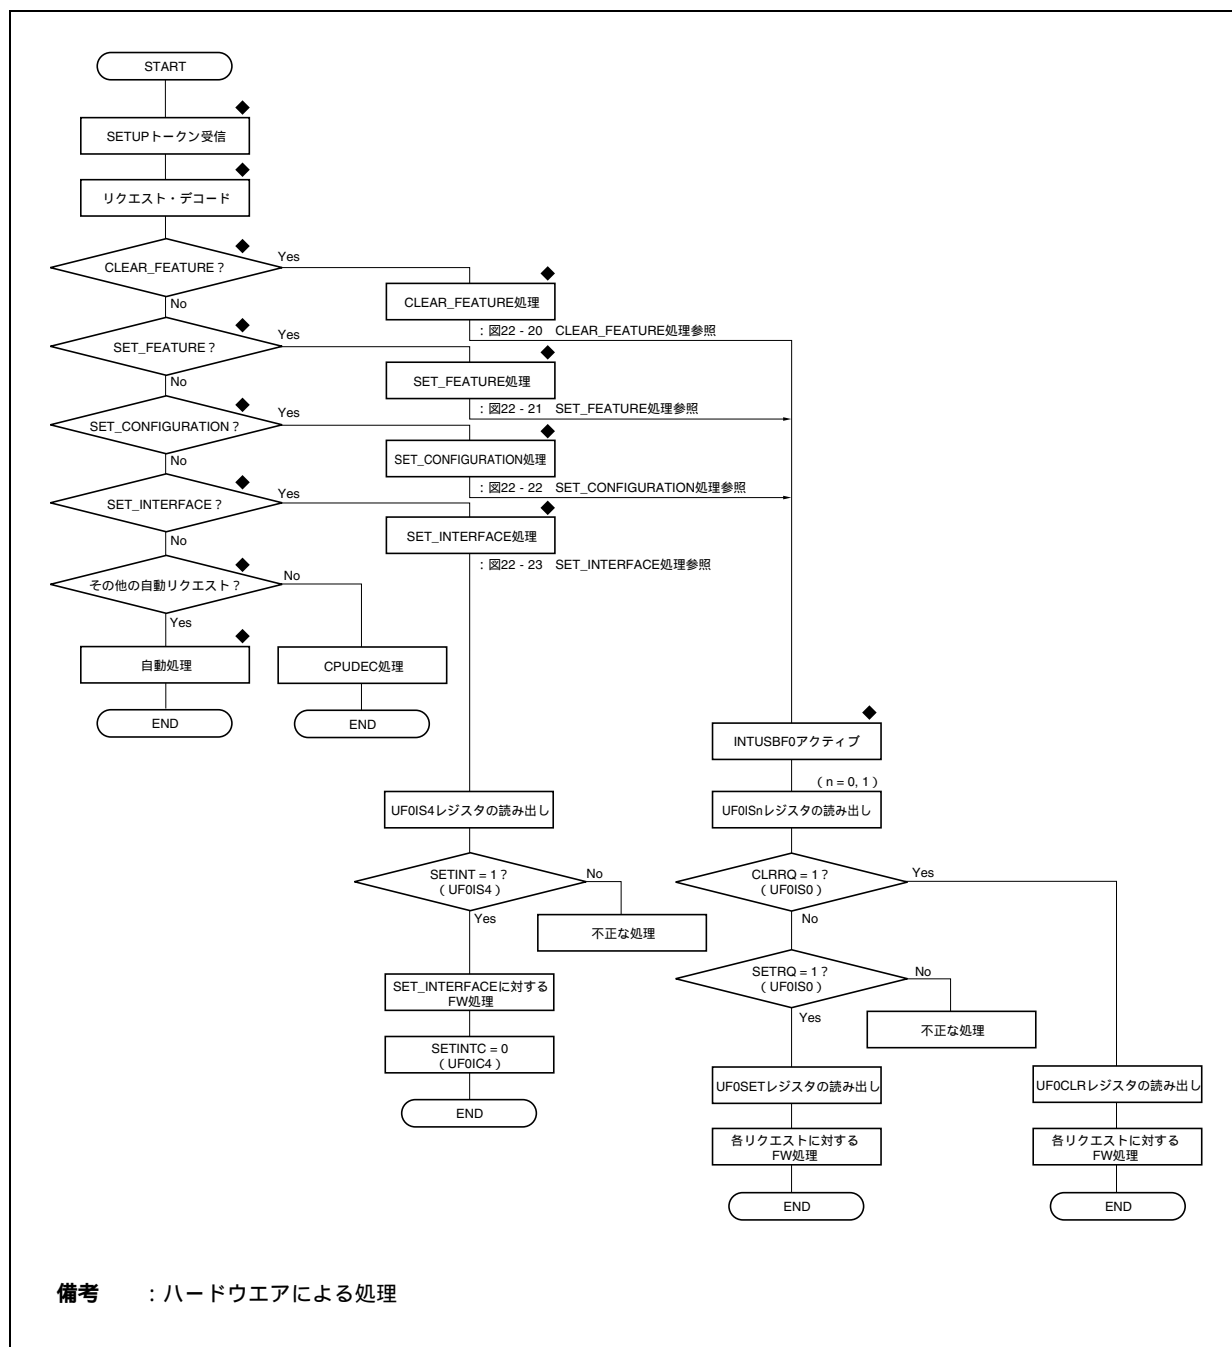 START
SETUPトークン受信
リクエスト・デコード
CLEAR_FEATURE？
Yes
No
CLEAR_FEATURE処理
：図22 - 20　CLEAR_FEATURE処理参照
SET_FEATURE？
Yes
No
SET_FEATURE処理
：図22 - 21　SET_FEATURE処理参照
SET_CONFIGURATION？
Yes
No
SET_CONFIGURATION処理
：図22 - 22　SET_CONFIGURATION処理参照
SET_INTERFACE？
Yes
No
SET_INTERFACE処理
：図22 - 23　SET_INTERFACE処理参照
その他の自動リクエスト？
No
Yes
自動処理
CPUDEC処理
END
END
INTUSBF0アクティブ
（n = 0, 1）
UF0IS4レジスタの読み出し
UF0ISnレジスタの読み出し
SETINT = 1？
（UF0IS4）
No
Yes
不正な処理
CLRRQ = 1？
（UF0IS0）
Yes
No
SET_INTERFACEに対する
FW処理
SETRQ = 1？
（UF0IS0）
No
Yes
不正な処理
SETINTC = 0
（UF0IC4）
END
UF0SETレジスタの読み出し
UF0CLRレジスタの読み出し
各リクエストに対する
FW処理
各リクエストに対する
FW処理
END
END
備考　：ハードウエアによる処理